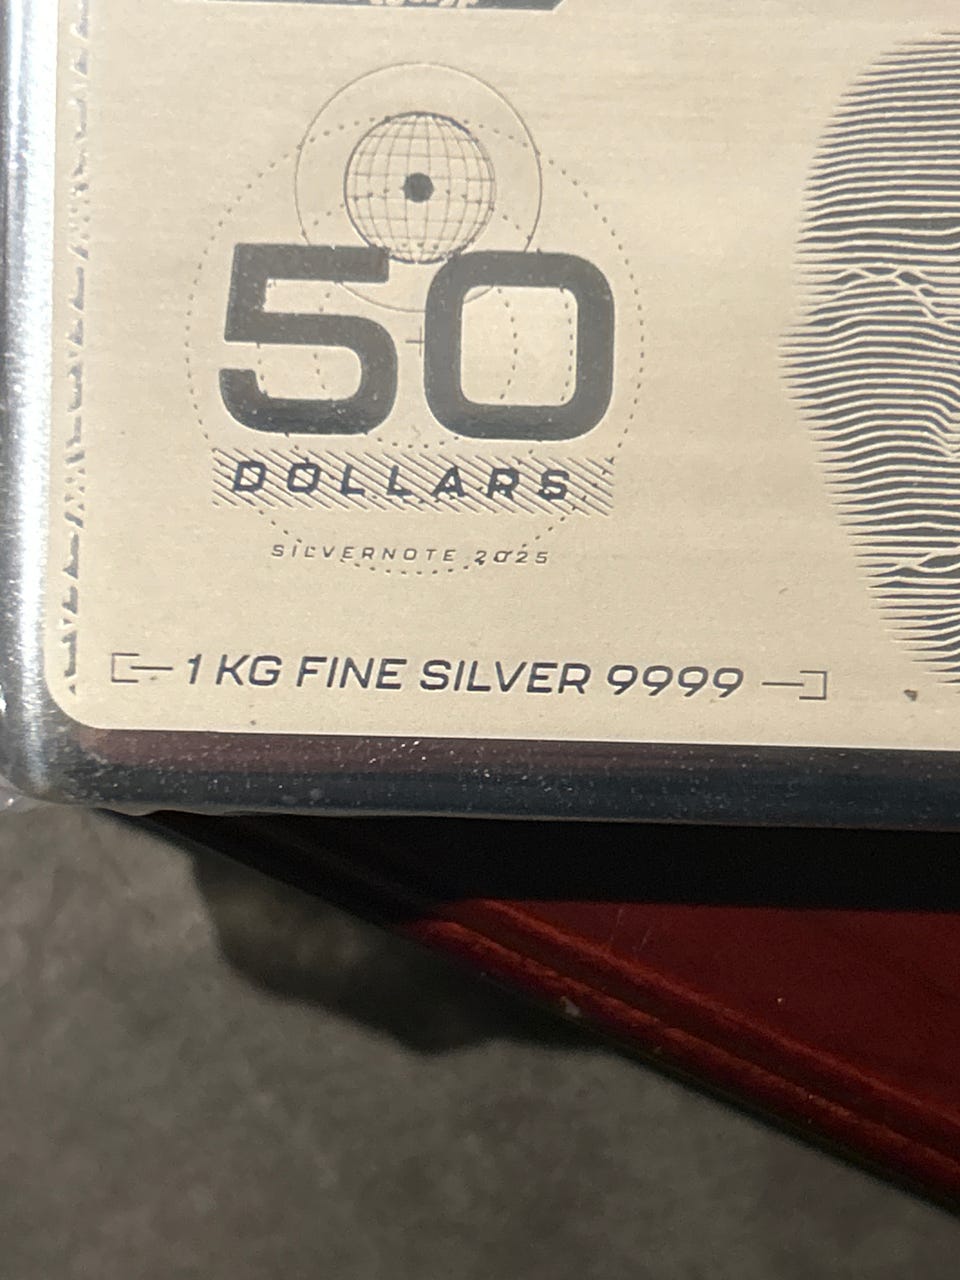 50
DOLLARS
SILVERNOTE 2025
1 KG FINE SILVER 9999